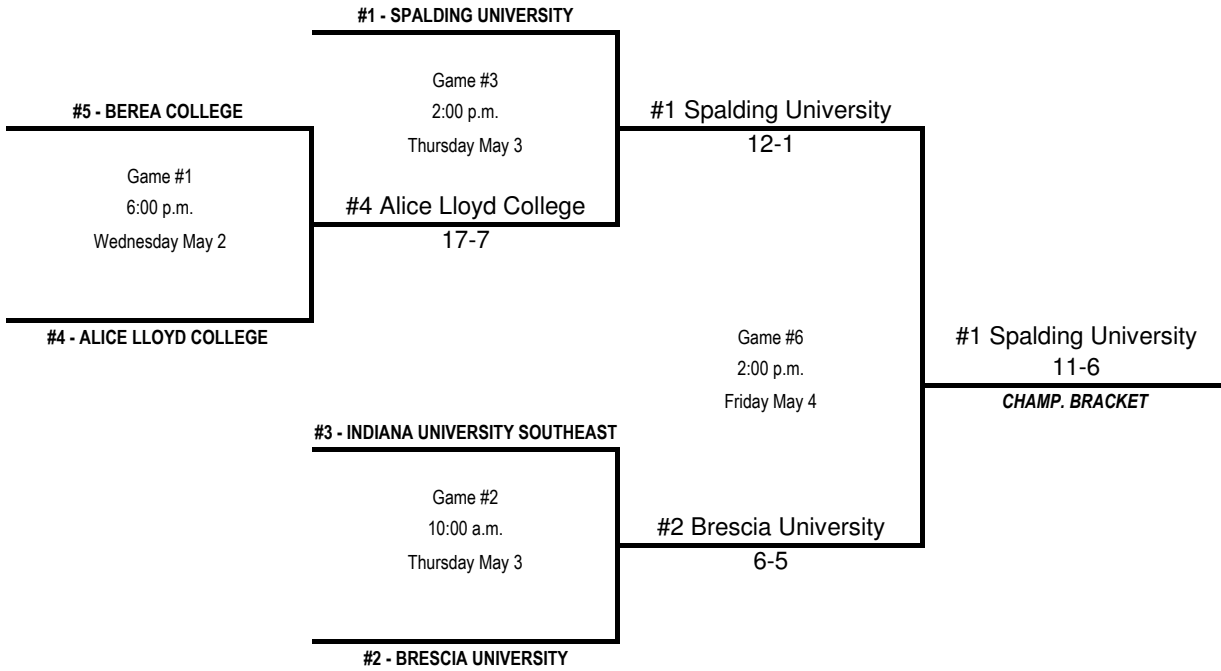 #1 - SPALDING UNIVERSITY
Game #3
2:00 p.m.
Thursday May 3
#5 - BEREA COLLEGE
#1 Spalding University
12-1
Game #1
6:00 p.m.
Wednesday May 2
#4 Alice Lloyd College
17-7
#4 - ALICE LLOYD COLLEGE
Game #6
2:00 p.m.
Friday May 4
#1 Spalding University
11-6
CHAMP. BRACKET
#3 - INDIANA UNIVERSITY SOUTHEAST
Game #2
10:00 a.m.
Thursday May 3
#2 Brescia University
6-5
#2 - BRESCIA UNIVERSITY